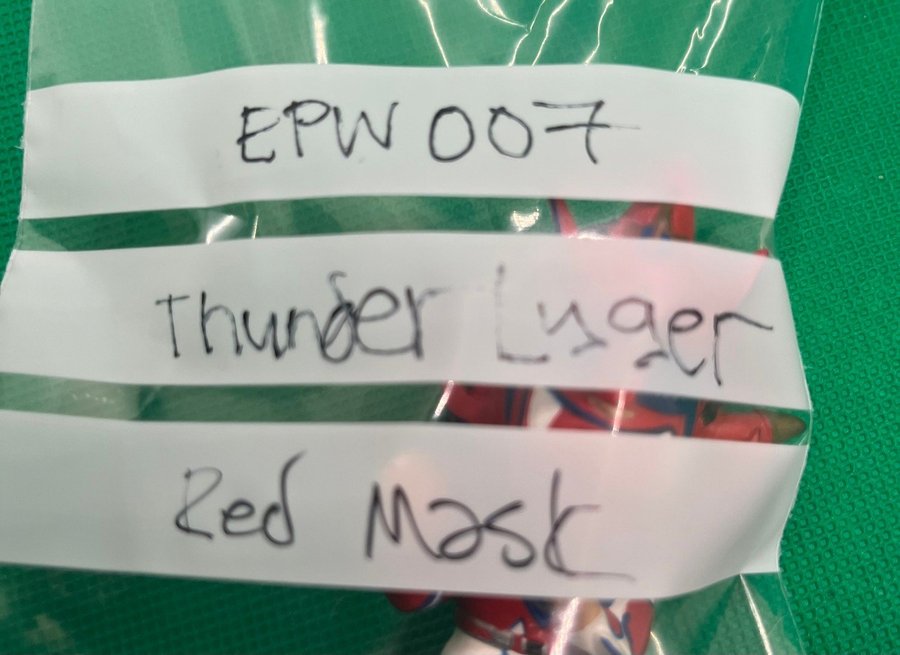 EPW 007
Thunder Lyger
Red Mask